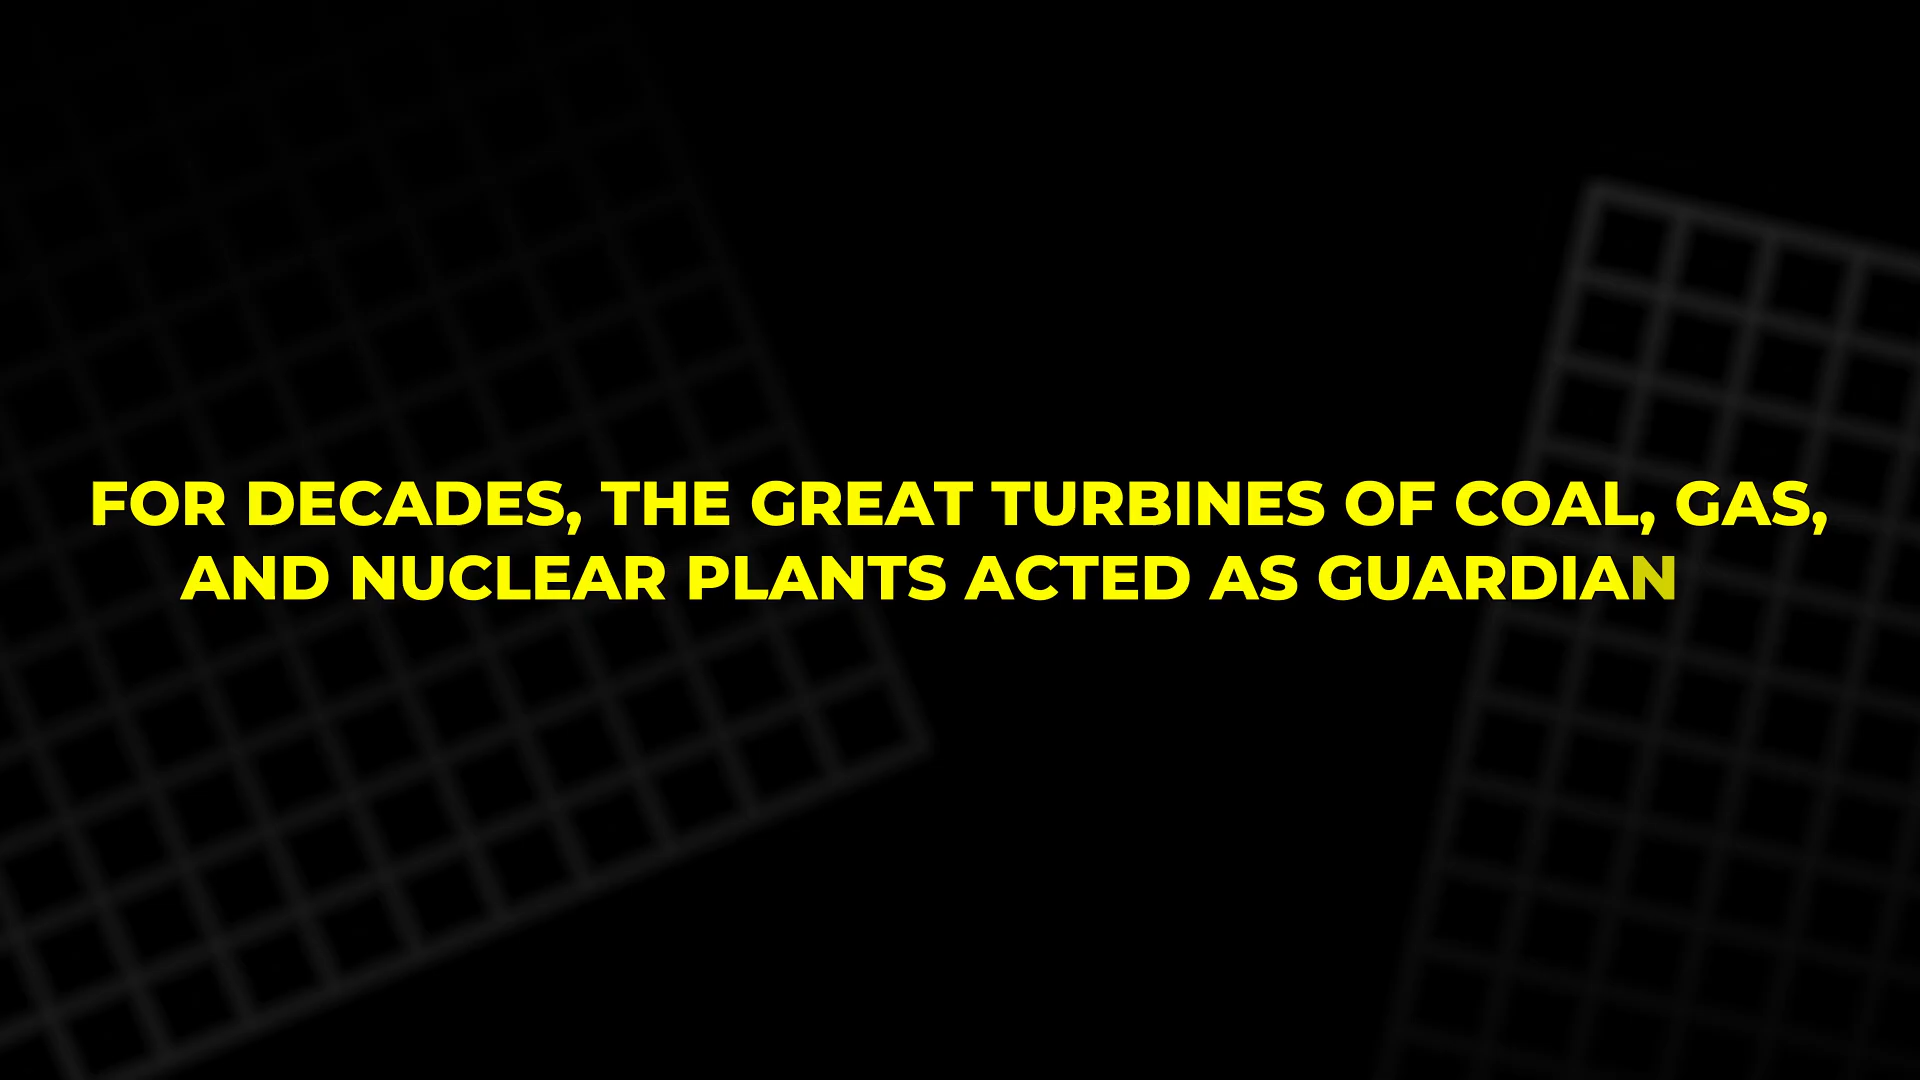 FOR DECADES, THE GREAT TURBINES OF COAL, GAS,
AND NUCLEAR PLANTS ACTED AS GUARDIAN